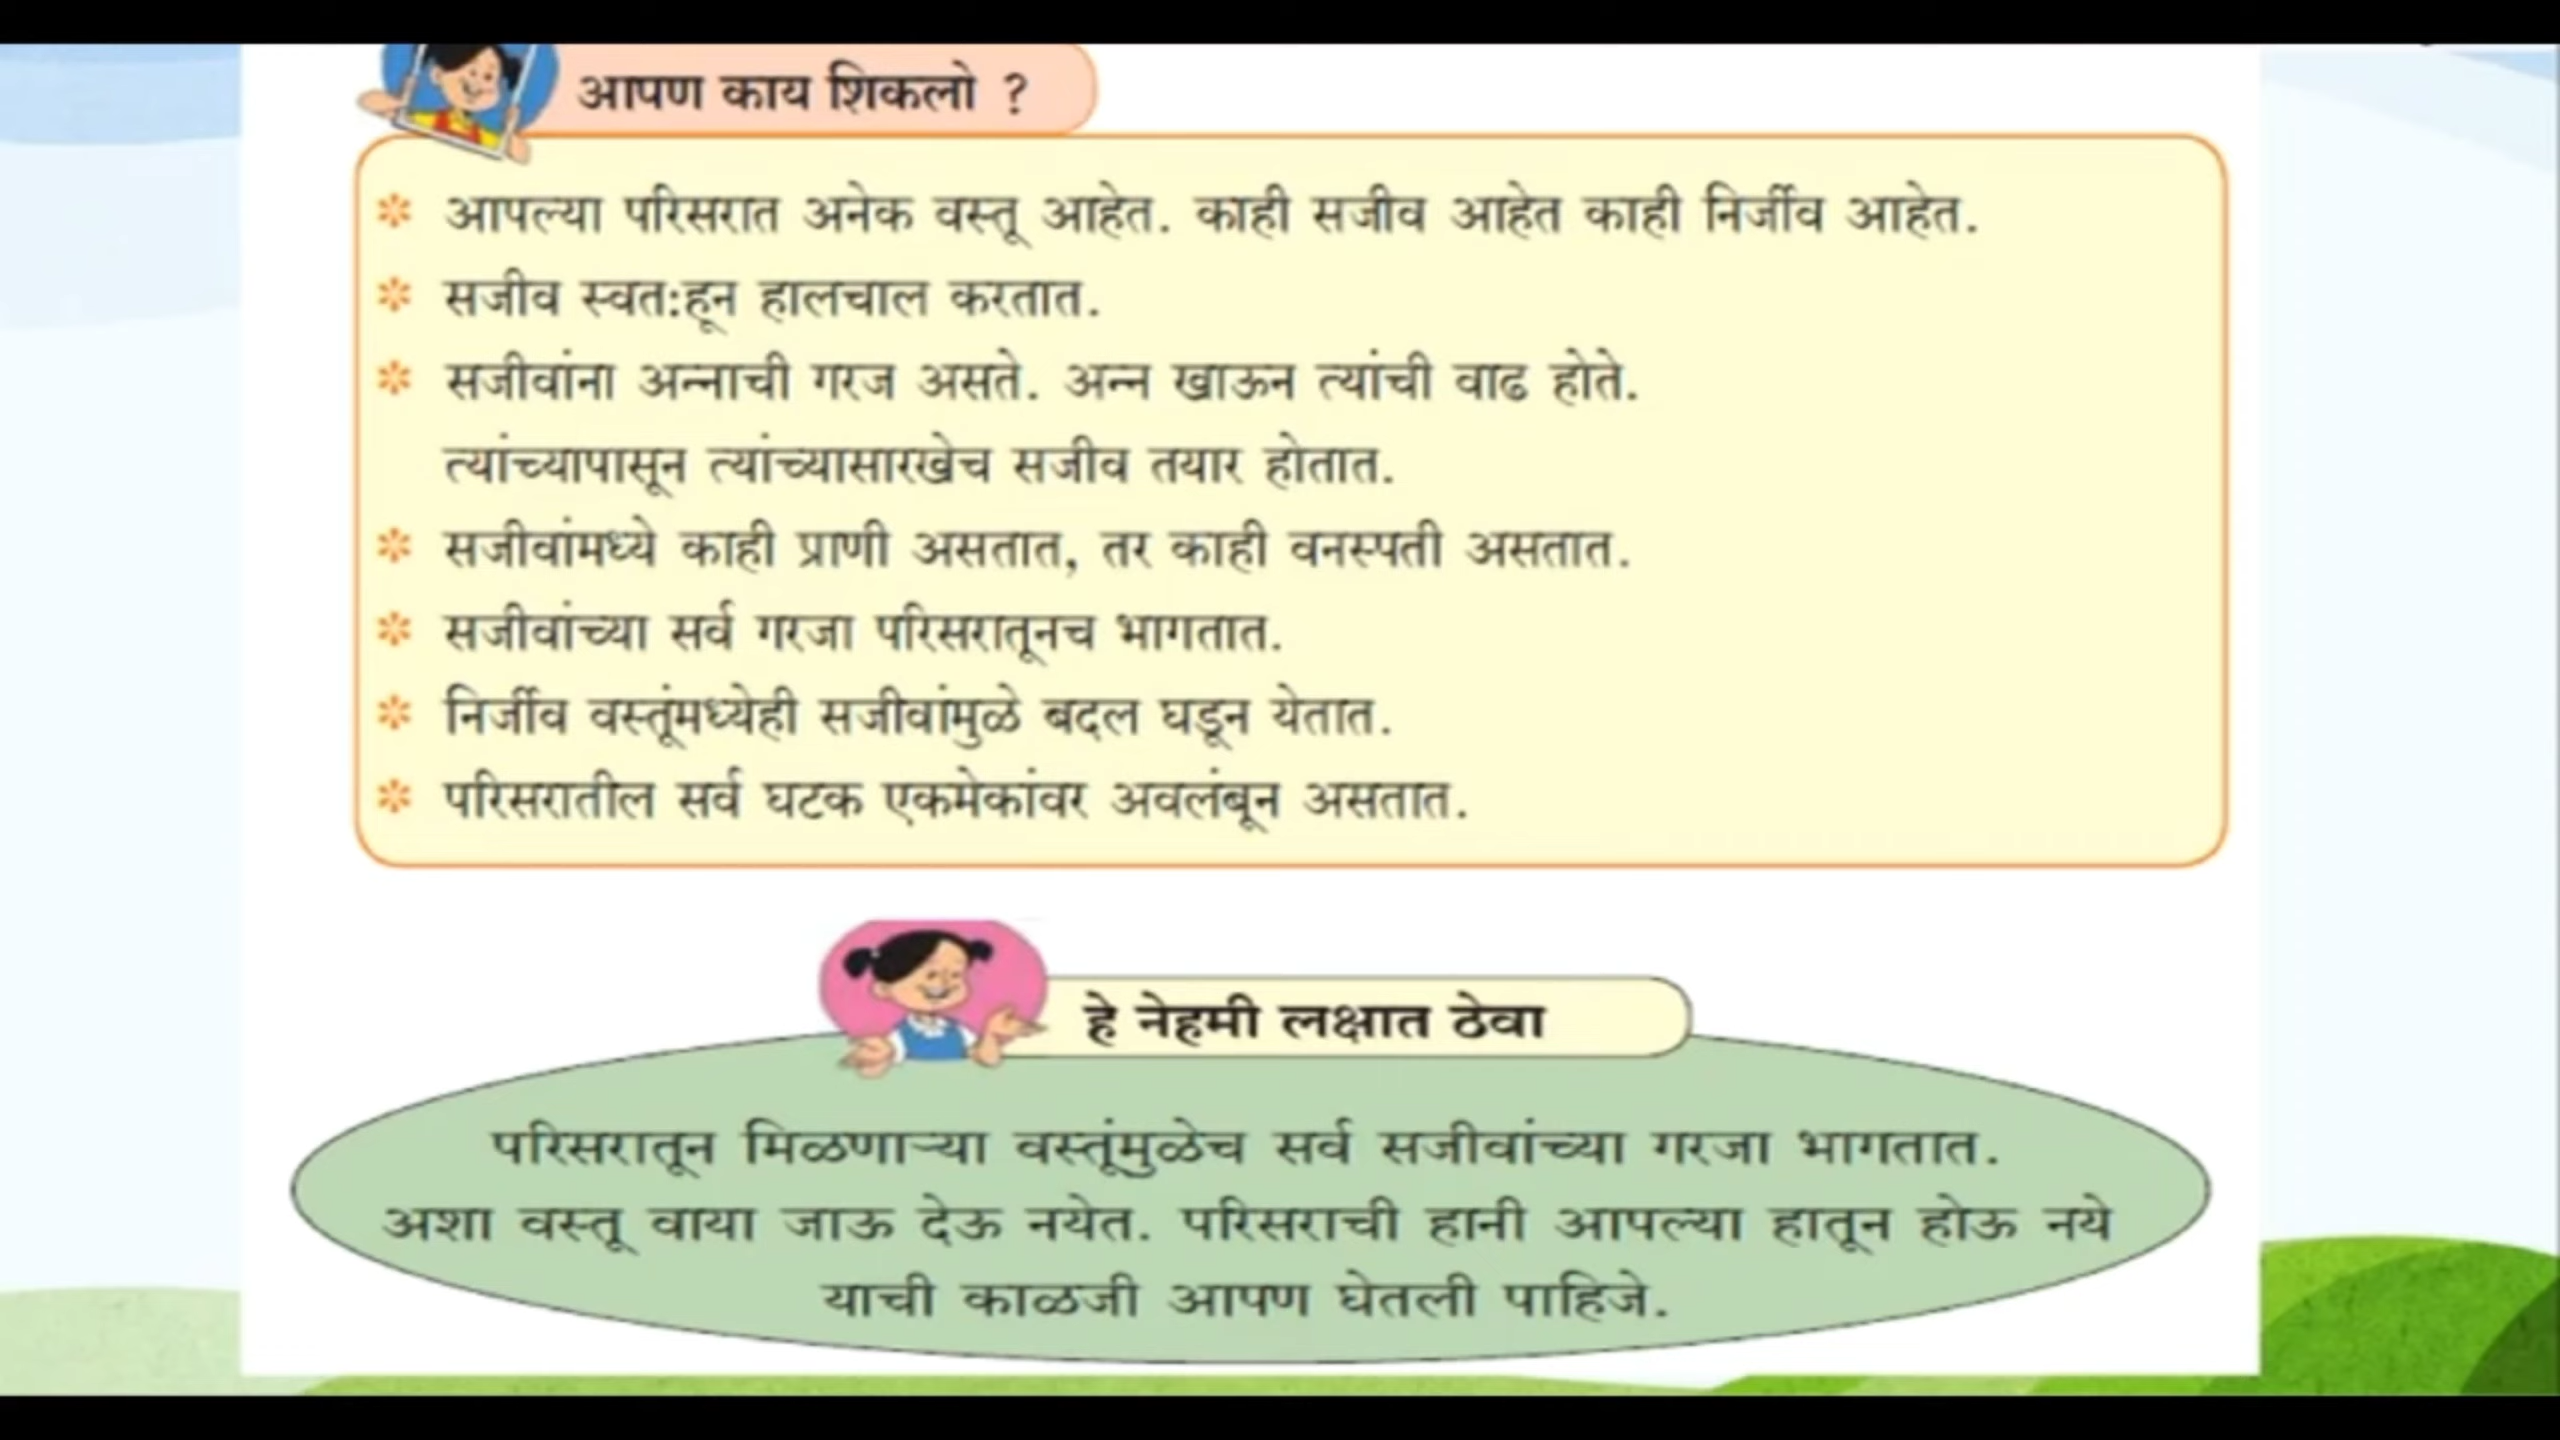 आपण काय शिकलो ?
* आपल्या परिसरात अनेक वस्तू आहेत. काही सजीव आहेत काही निर्जीव आहेत.
* सजीव स्वत:हून हालचाल करतात.
* सजीवांना अन्नाची गरज असते. अन्न खाऊन त्यांची वाढ होते.
त्यांच्यापासून त्यांच्यासारखेच सजीव तयार होतात.
* सजीवांमध्ये काही प्राणी असतात, तर काही वनस्पती असतात.
* सजीवांच्या सर्व गरजा परिसरातूनच भागतात.
* निर्जीव वस्तूंमध्येही सजीवांमुळे बदल घडून येतात.
* परिसरातील सर्व घटक एकमेकांवर अवलंबून असतात.
हे नेहमी लक्षात ठेवा
परिसरातून मिळणाऱ्या वस्तूंमुळेच सर्व सजीवांच्या गरजा भागतात.
अशा वस्तू वाया जाऊ देऊ नयेत. परिसराची हानी आपल्या हातून होऊ नये
याची काळजी आपण घेतली पाहिजे.